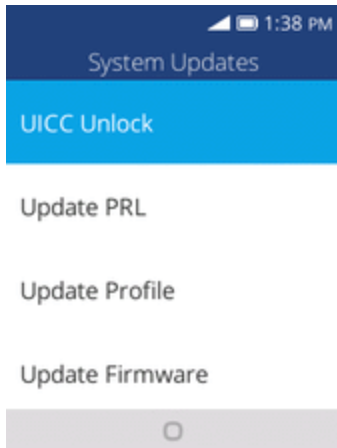 1:38 PM
System Updates
UICC Unlock
Update PRL
Update Profile
Update Firmware